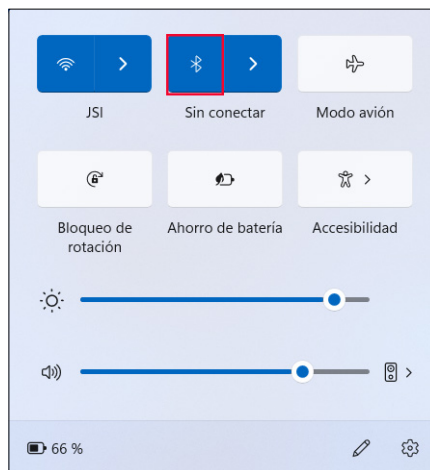 JSI
Sin conectar
Modo avión
Bloqueo de
rotación
Ahorro de batería
Accesibilidad
66 %